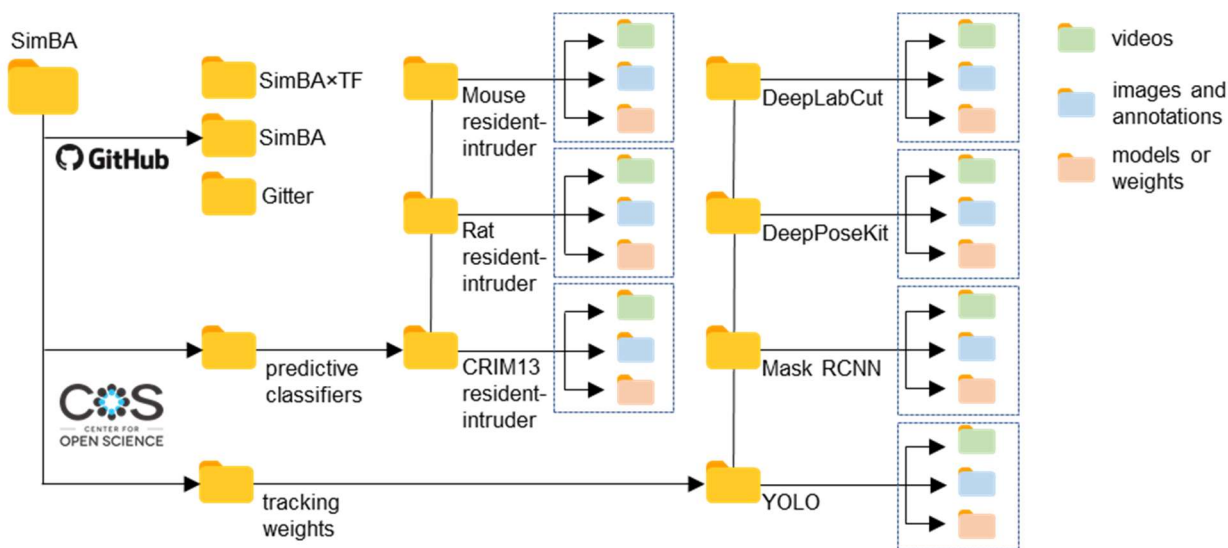 SimBA
GitHub
SimBA×TF
SimBA
Gitter
predictive
classifiers
COS
CENTER FOR
OPEN SCIENCE
tracking
weights
Mouse
resident-
intruder
Rat
resident-
intruder
CRIM13
resident-
intruder
DeepLabCut
DeepPoseKit
Mask RCNN
YOLO
videos
images and
annotations
models or
weights